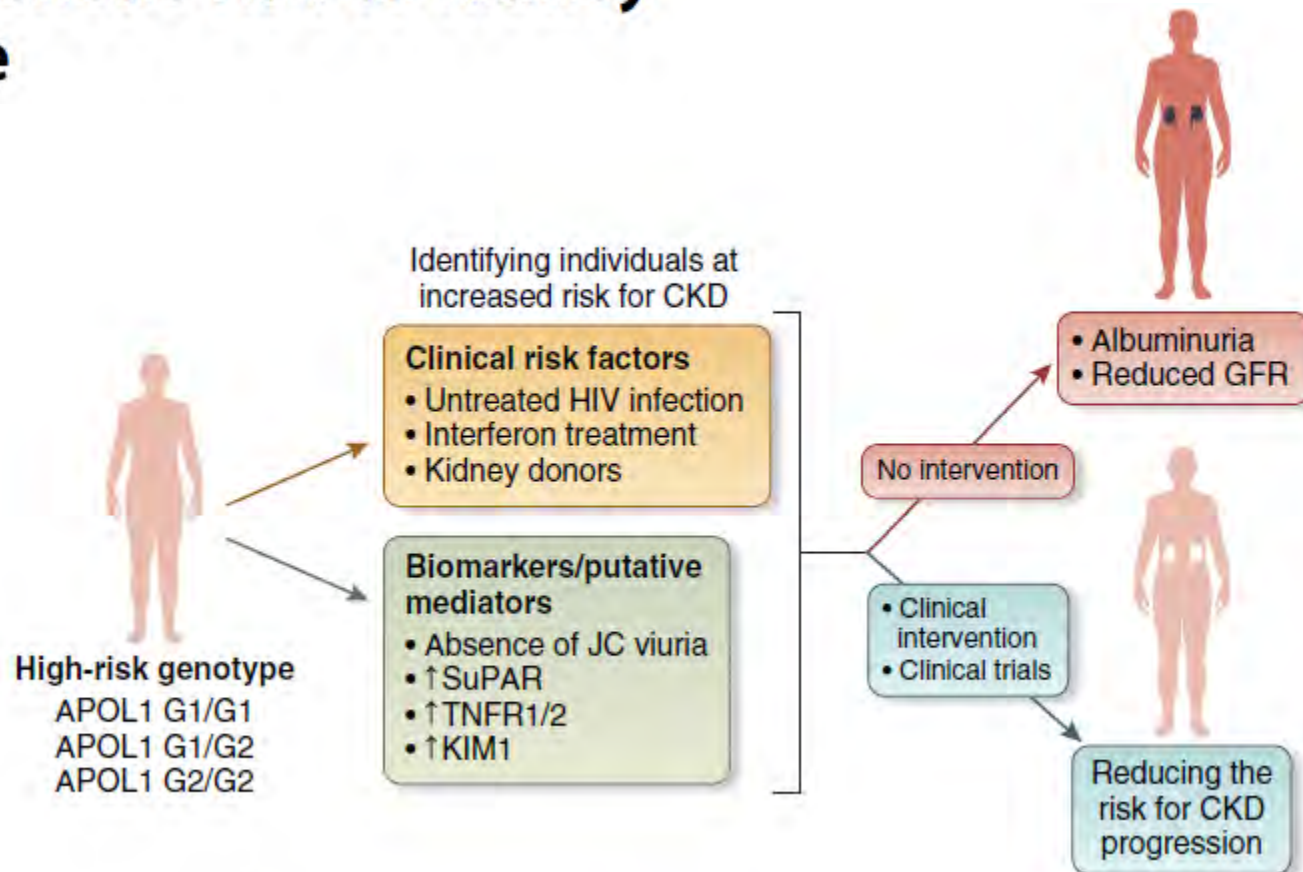 e
Identifying individuals at
increased risk for CKD
Clinical risk factors
• Untreated HIV infection
• Interferon treatment
• Kidney donors
Biomarkers/putative
mediators
• Absence of JC viuria
• ↑SuPAR
• ↑TNFR1/2
• ↑KIM1
High-risk genotype
APOL1 G1/G1
APOL1 G1/G2
APOL1 G2/G2
No intervention
• Albuminuria
• Reduced GFR
• Clinical
intervention
• Clinical trials
Reducing the
risk for CKD
progression